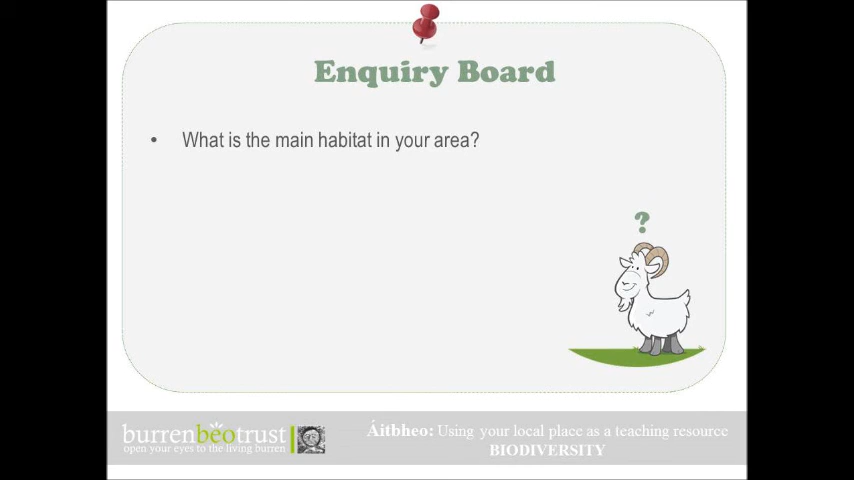 Enquiry Board
• What is the main habitat in your area?
?
burrenbeotrust
open your eyes to the living burren
Áitbheo: Using your local place as a teaching resource
BIODIVERSITY